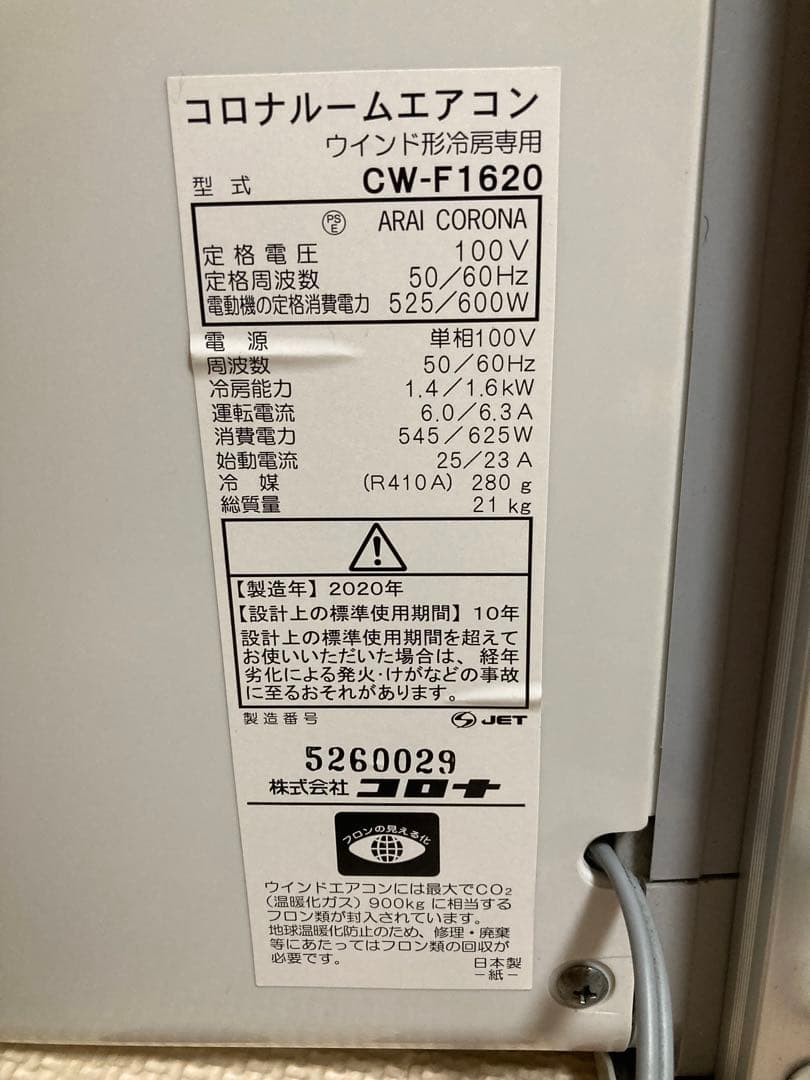 コロナルームエアコン
ウインド形冷房専用
型式 CW-F1620
PSE ARAI CORONA
定格電圧 100V
定格周波数 50/60Hz
電動機の定格消費電力 525/600W
電源 単相100V
周波数 50/60Hz
冷房能力 1.4/1.6kW
運転電流 6.0/6.3A
消費電力 545/625W
始動電流 25/23A
冷媒 (R410A) 280g
総質量 21kg
【製造年】2020年
【設計上の標準使用期間】10年
設計上の標準使用期間を超えて
お使いいただいた場合は、経年
劣化による発火・けがなどの事故
に至るおそれがあります。
製造番号 JET
5260029
株式会社 コロナ
フロンの見える化
ウインドエアコンには最大でCO₂
(温暖化ガス)900kgに相当する
フロン類が封入されています。
地球温暖化防止のため、修理・廃棄
等にあたってはフロン類の回収が
必要です。 日本製
-紙-